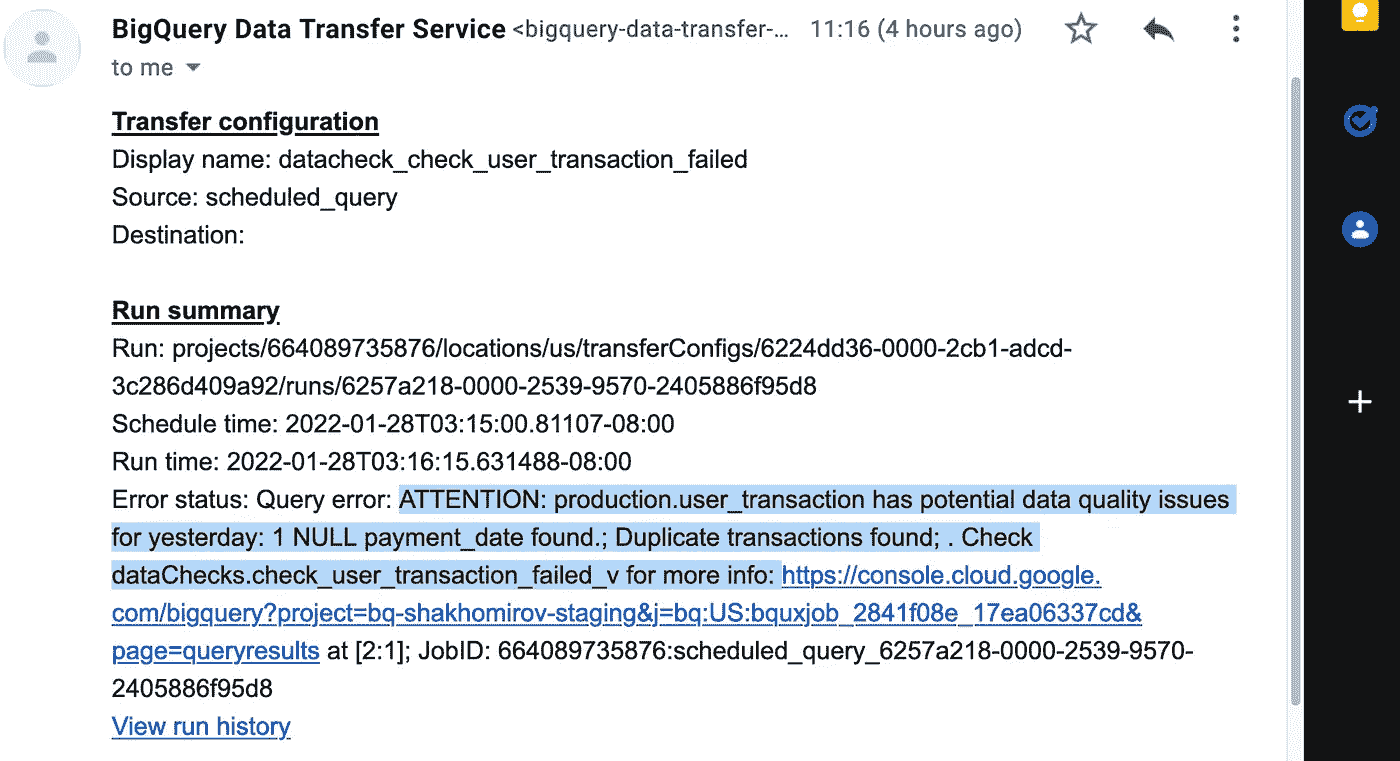 BigQuery Data Transfer Service <bigquery-data-transfer-... 11:16 (4 hours ago)
to me
Transfer configuration
Display name: datacheck_check_user_transaction_failed
Source: scheduled_query
Destination:
Run summary
Run: projects/664089735876/locations/us/transferConfigs/6224dd36-0000-2cb1-adcd-
3c286d409a92/runs/6257a218-0000-2539-9570-2405886f95d8
Schedule time: 2022-01-28T03:15:00.81107-08:00
Run time: 2022-01-28T03:16:15.631488-08:00
Error status: Query error: ATTENTION: production.user_transaction has potential data quality issues
for yesterday: 1 NULL payment_date found.; Duplicate transactions found; . Check
dataChecks.check_user_transaction_failed_v for more info: https://console.cloud.google.
com/bigquery?project=bq-shakhomirov-staging&j=bq:US:bquxjob_2841f08e_17ea06337cd&
page=queryresults at [2:1]; JobID: 664089735876:scheduled_query_6257a218-0000-2539-9570-
2405886f95d8
View run history